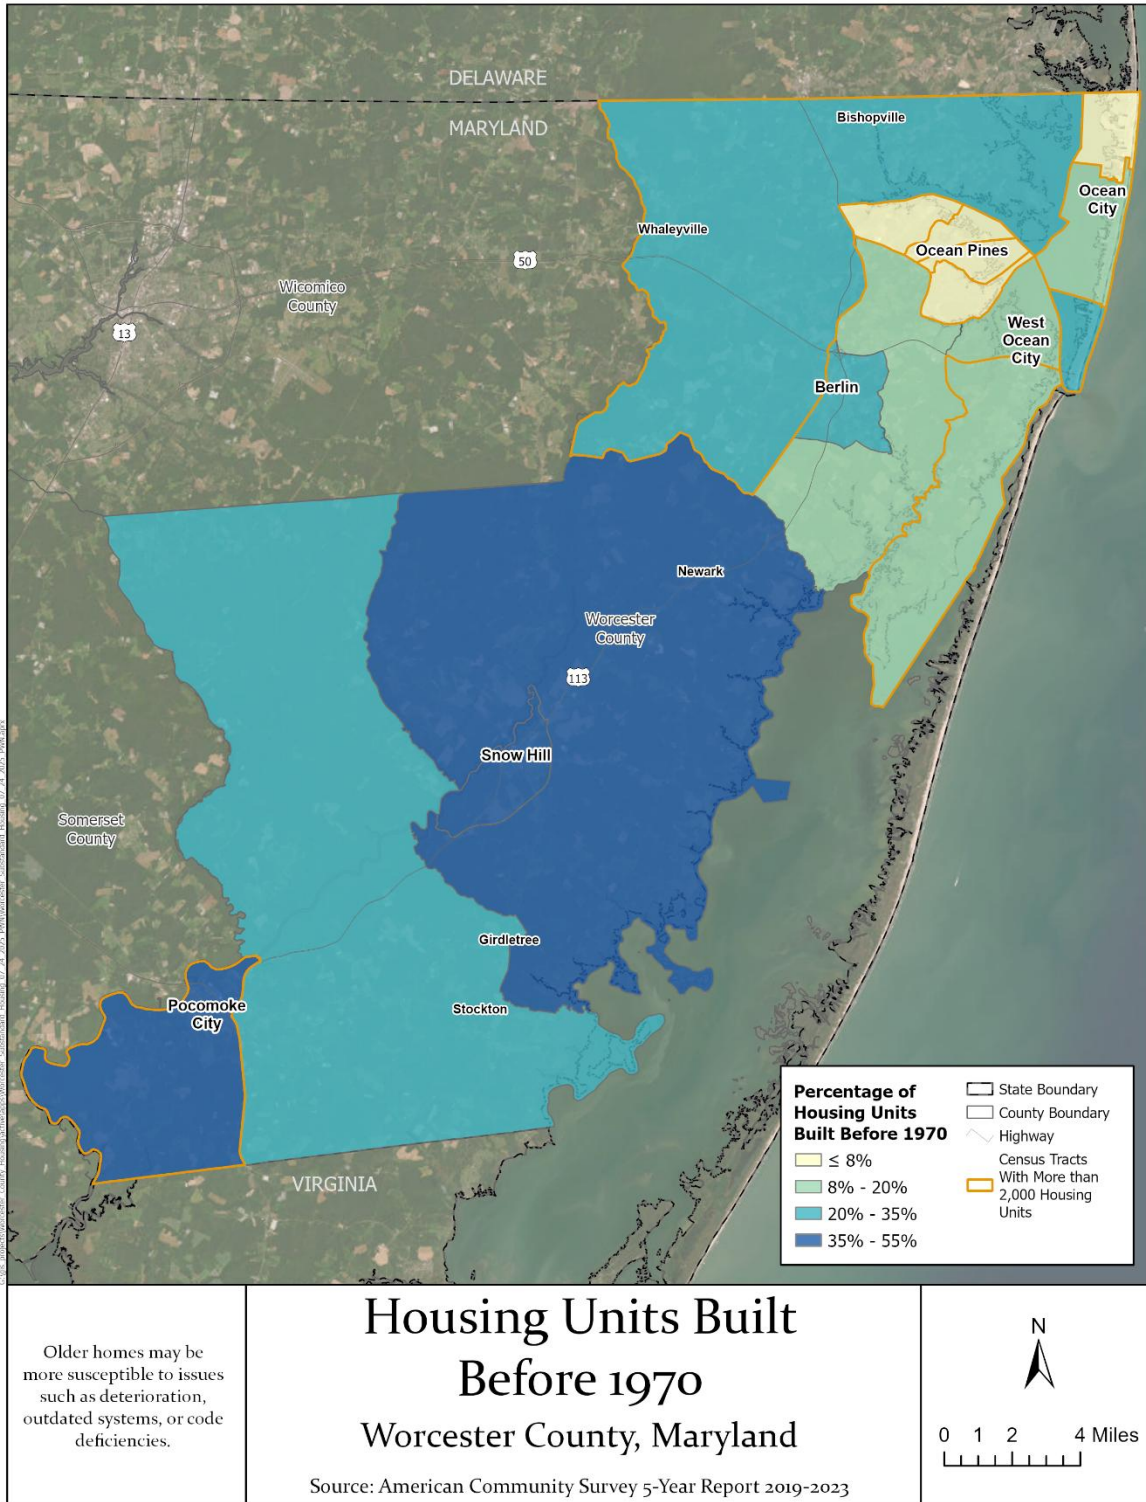 DELAWARE
MARYLAND
Bishopville
Ocean
City
Whaleyville
Ocean Pines
50
Wicomico
County
13
West
Ocean
City
Berlin
Newark
Worcester
County
113
Snow Hill
Somerset
County
Girdletree
Stockton
Pocomoke
City
VIRGINIA
Percentage of
Housing Units
Built Before 1970
≤ 8%
8% - 20%
20% - 35%
35% - 55%
State Boundary
County Boundary
Highway
Census Tracts
With More than
2,000 Housing
Units
Older homes may be
more susceptible to issues
such as deterioration,
outdated systems, or code
deficiencies.
Housing Units Built
Before 1970
Worcester County, Maryland
Source: American Community Survey 5-Year Report 2019-2023
N
0 1 2 4 Miles